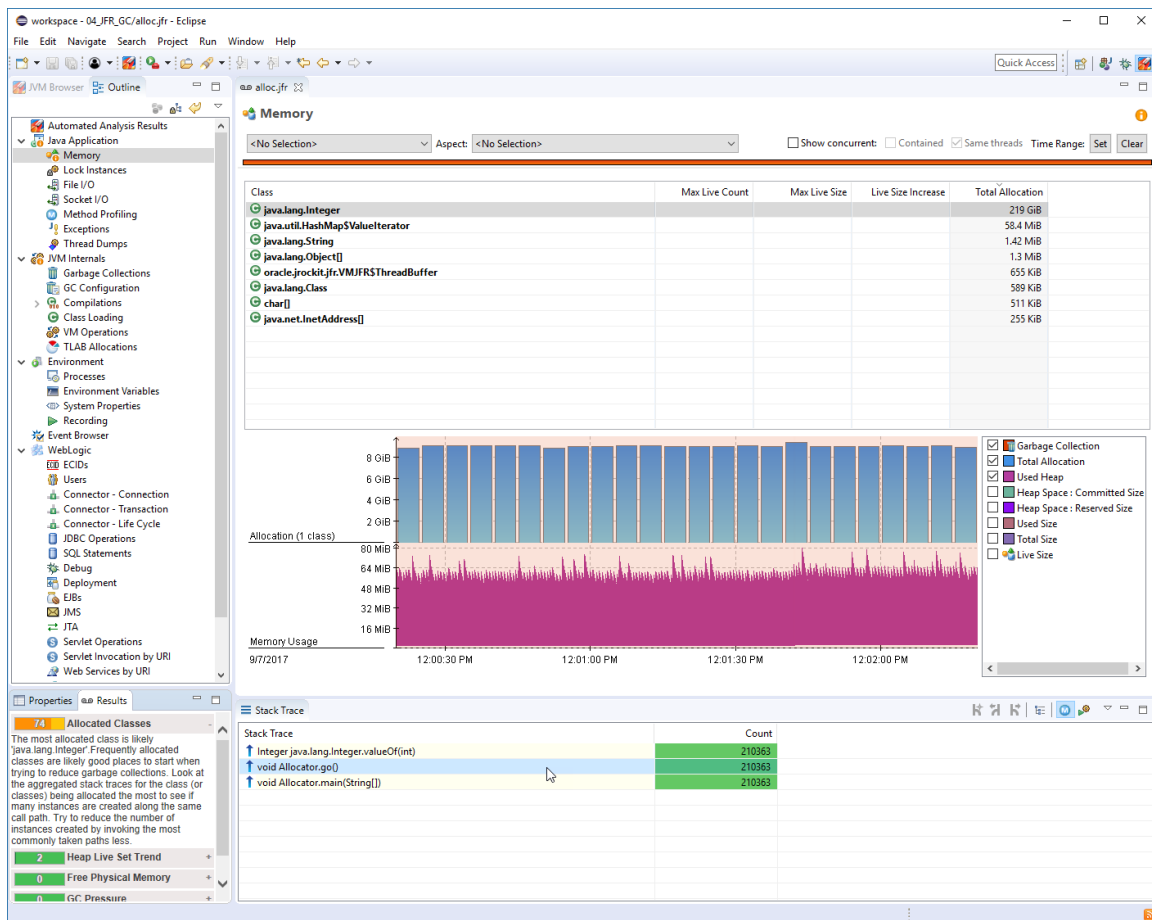 workspace - 04_JFR_GC/alloc.jfr - Eclipse
File Edit Navigate Search Project Run Window Help
Quick Access
JVM Browser Outline
alloc.jfr
Automated Analysis Results
Java Application
Memory
Lock Instances
File I/O
Socket I/O
Method Profiling
Exceptions
Thread Dumps
JVM Internals
Garbage Collections
GC Configuration
Compilations
Class Loading
VM Operations
TLAB Allocations
Environment
Processes
Environment Variables
System Properties
Recording
Event Browser
WebLogic
ECIDs
Users
Connector - Connection
Connector - Transaction
Connector - Life Cycle
JDBC Operations
SQL Statements
Debug
Deployment
EJBs
JMS
JTA
Servlet Operations
Servlet Invocation by URI
Web Services by URI
Memory
<No Selection> Aspect: <No Selection> Show concurrent: Contained Same threads Time Range: Set Clear
Class Max Live Count Max Live Size Live Size Increase Total Allocation
java.lang.Integer 219 GiB
java.util.HashMap$ValueIterator 58.4 MiB
java.lang.String 1.42 MiB
java.lang.Object[] 1.3 MiB
oracle.jrockit.jfr.VMJFR$ThreadBuffer 655 KiB
java.lang.Class 589 KiB
char[] 511 KiB
java.net.InetAddress[] 255 KiB
8 GiB
6 GiB
4 GiB
2 GiB
Allocation (1 class)
80 MiB
64 MiB
48 MiB
32 MiB
16 MiB
Memory Usage
9/7/2017 12:00:30 PM 12:01:00 PM 12:01:30 PM 12:02:00 PM
Garbage Collection
Total Allocation
Used Heap
Heap Space : Committed Size
Heap Space : Reserved Size
Used Size
Total Size
Live Size
Properties Results
74 Allocated Classes
The most allocated class is likely
'java.lang.Integer'.Frequently allocated
classes are likely good places to start when
trying to reduce garbage collections. Look at
the aggregated stack traces for the class (or
classes) being allocated the most to see if
many instances are created along the same
call path. Try to reduce the number of
instances created by invoking the most
commonly taken paths less.
2 Heap Live Set Trend
0 Free Physical Memory
0 GC Pressure
Stack Trace
Stack Trace Count
Integer java.lang.Integer.valueOf(int) 210363
void Allocator.go() 210363
void Allocator.main(String[]) 210363